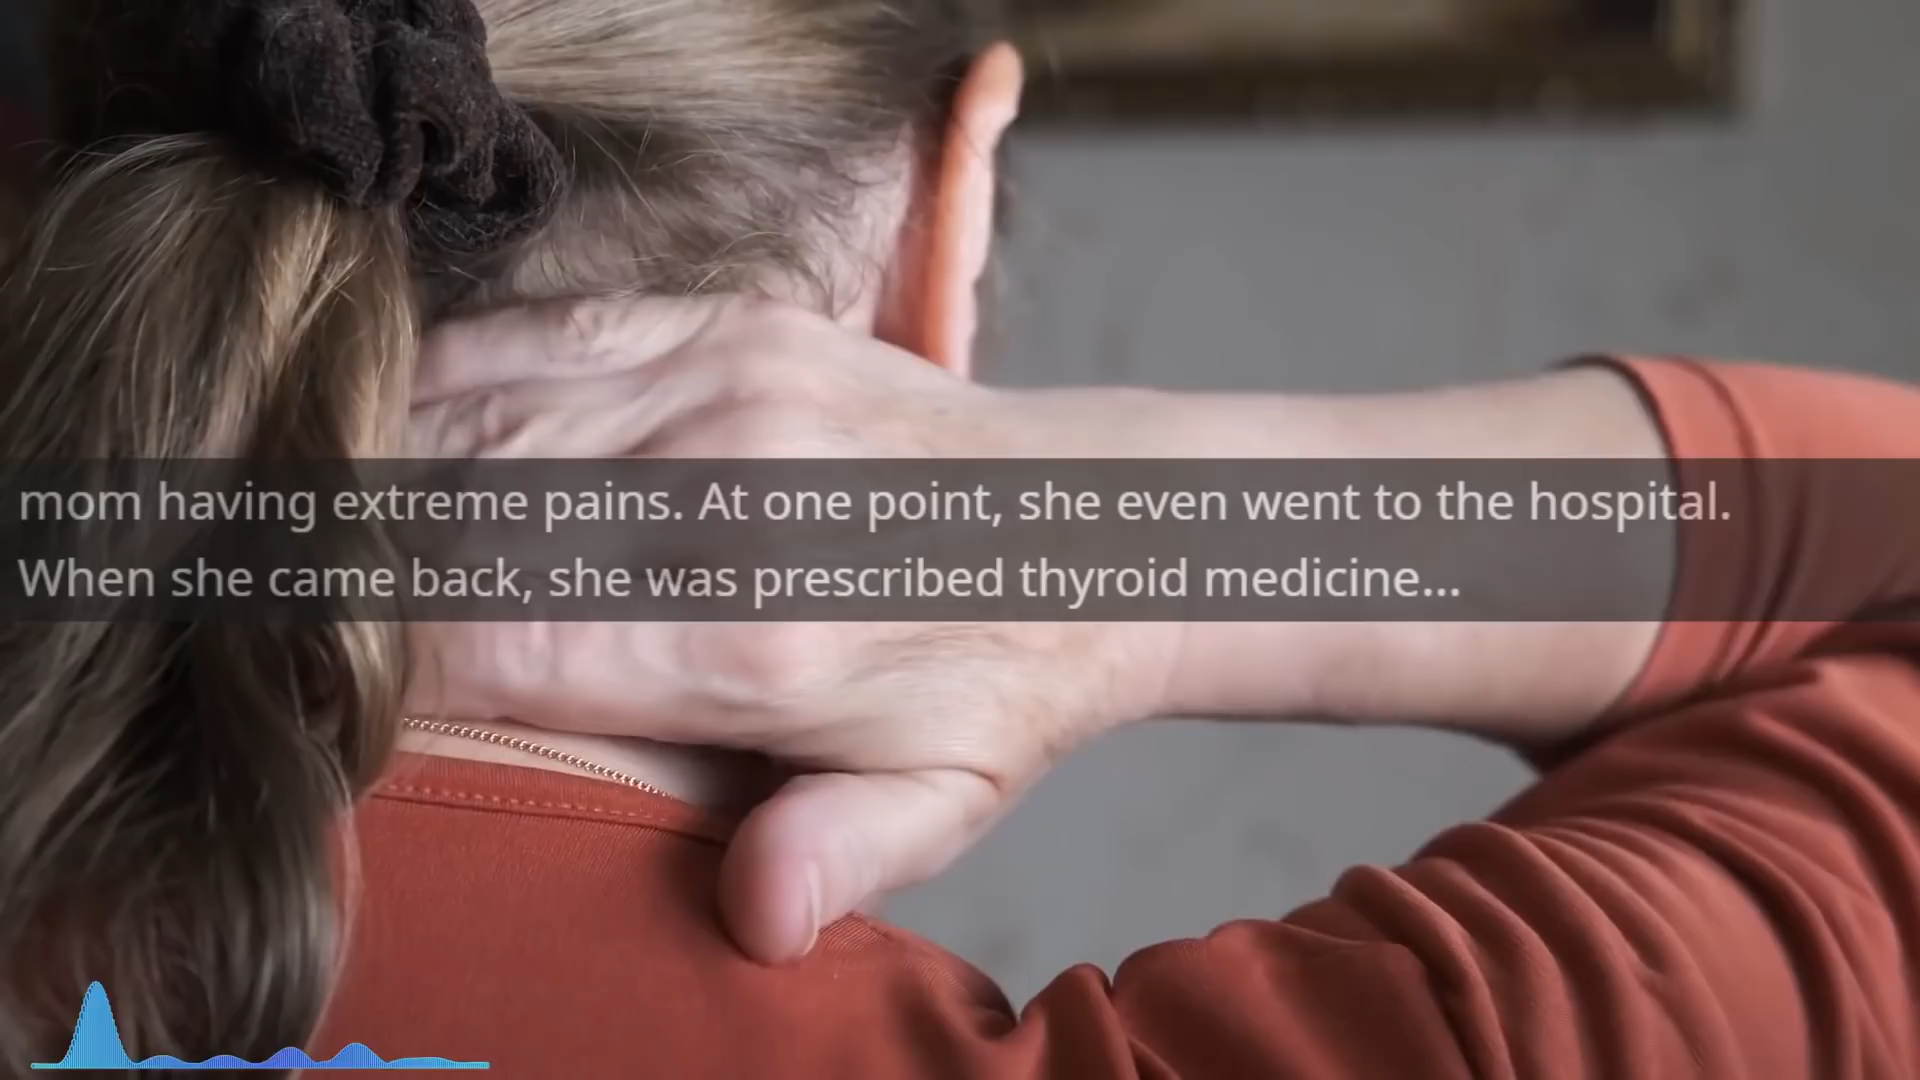 mom having extreme pains. At one point, she even went to the hospital.
When she came back, she was prescribed thyroid medicine...